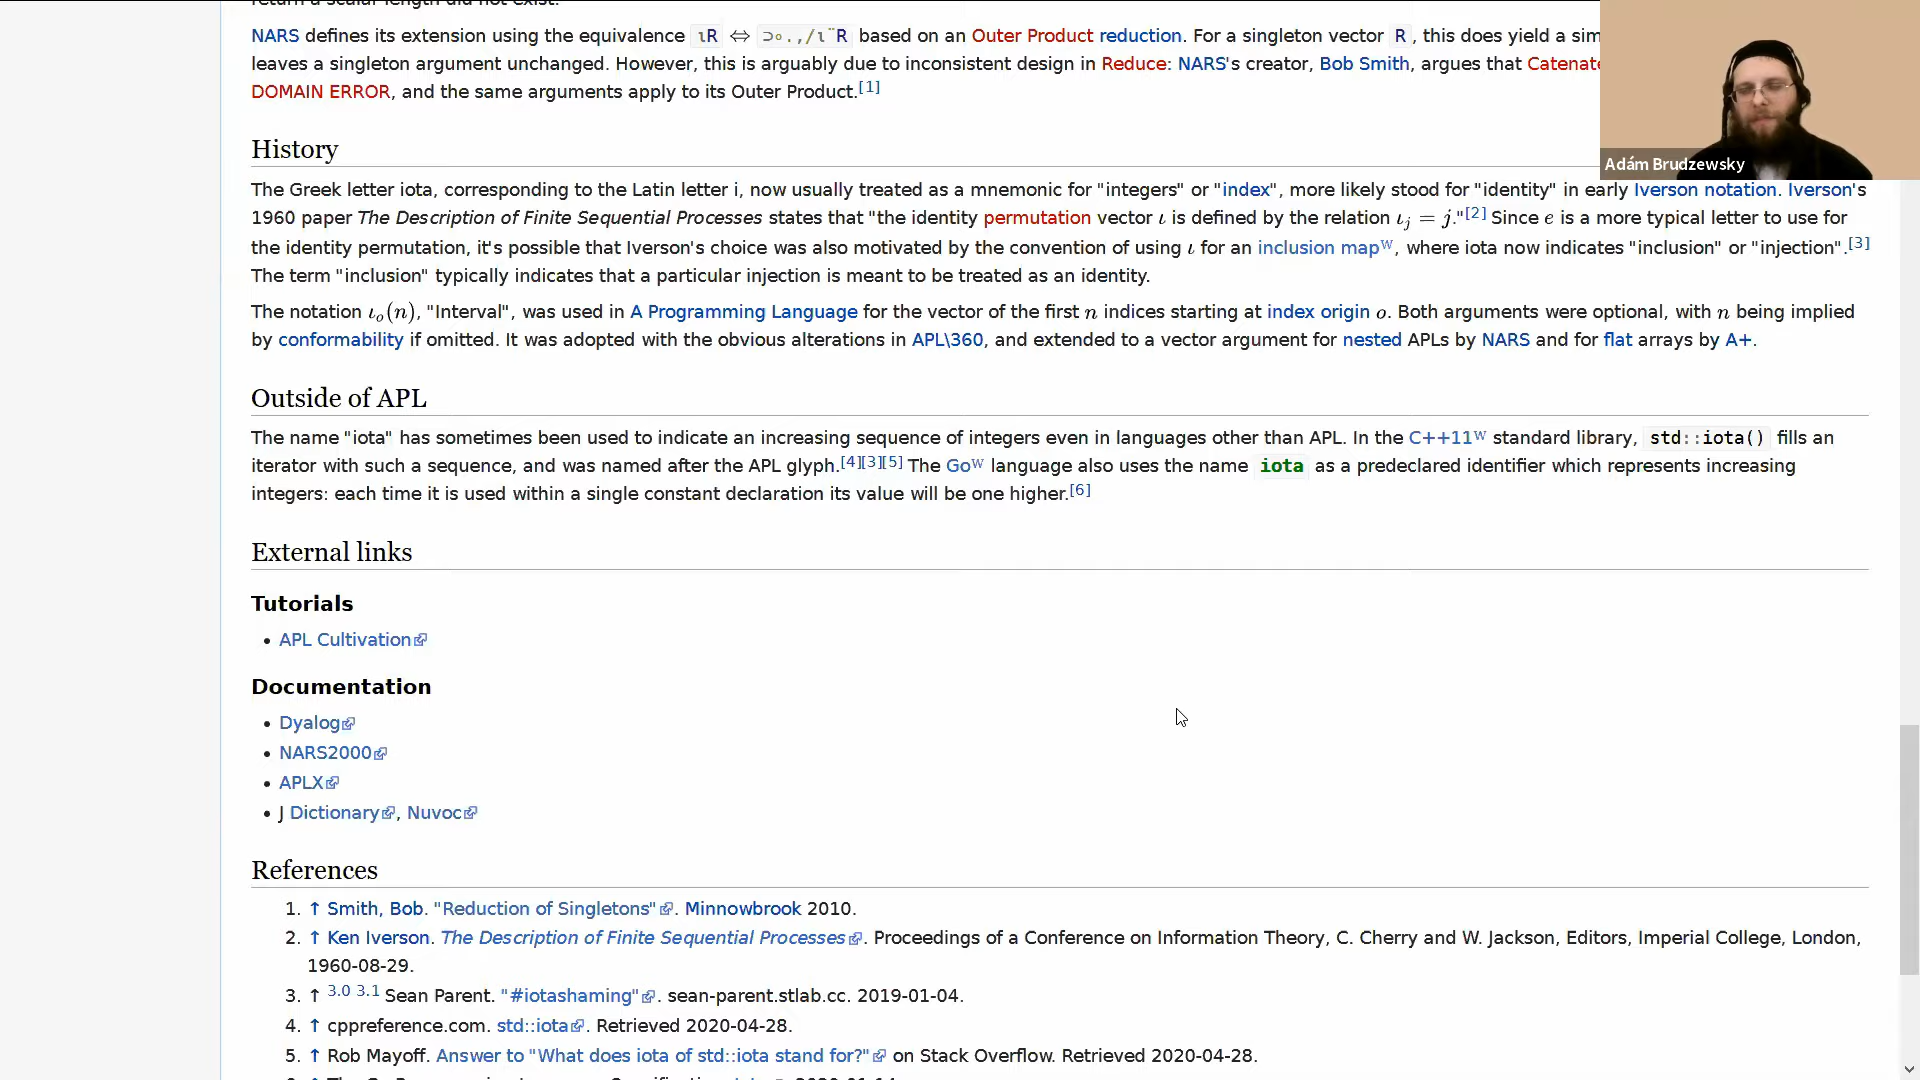 NARS defines its extension using the equivalence ⍳R ⇔ ⊃∘.,/⍳¨R based on an Outer Product reduction. For a singleton vector R, this does yield a sim
leaves a singleton argument unchanged. However, this is arguably due to inconsistent design in Reduce: NARS's creator, Bob Smith, argues that Catenate
DOMAIN ERROR, and the same arguments apply to its Outer Product.[1]
Adám Brudzewsky
History
The Greek letter iota, corresponding to the Latin letter i, now usually treated as a mnemonic for "integers" or "index", more likely stood for "identity" in early Iverson notation. Iverson's
1960 paper The Description of Finite Sequential Processes states that "the identity permutation vector ι is defined by the relation ιj = j."[2] Since e is a more typical letter to use for
the identity permutation, it's possible that Iverson's choice was also motivated by the convention of using ι for an inclusion mapW, where iota now indicates "inclusion" or "injection".[3]
The term "inclusion" typically indicates that a particular injection is meant to be treated as an identity.
The notation ιo(n), "Interval", was used in A Programming Language for the vector of the first n indices starting at index origin o. Both arguments were optional, with n being implied
by conformability if omitted. It was adopted with the obvious alterations in APL\360, and extended to a vector argument for nested APLs by NARS and for flat arrays by A+.
Outside of APL
The name "iota" has sometimes been used to indicate an increasing sequence of integers even in languages other than APL. In the C++11W standard library, std::iota() fills an
iterator with such a sequence, and was named after the APL glyph.[4][3][5] The GoW language also uses the name iota as a predeclared identifier which represents increasing
integers: each time it is used within a single constant declaration its value will be one higher.[6]
External links
Tutorials
• APL Cultivation
Documentation
• Dyalog
• NARS2000
• APLX
• J Dictionary, Nuvoc
References
1. ↑ Smith, Bob. "Reduction of Singletons". Minnowbrook 2010.
2. ↑ Ken Iverson. The Description of Finite Sequential Processes. Proceedings of a Conference on Information Theory, C. Cherry and W. Jackson, Editors, Imperial College, London,
1960-08-29.
3. ↑ 3.0 3.1 Sean Parent. "#iotashaming". sean-parent.stlab.cc. 2019-01-04.
4. ↑ cppreference.com. std::iota. Retrieved 2020-04-28.
5. ↑ Rob Mayoff. Answer to "What does iota of std::iota stand for?" on Stack Overflow. Retrieved 2020-04-28.